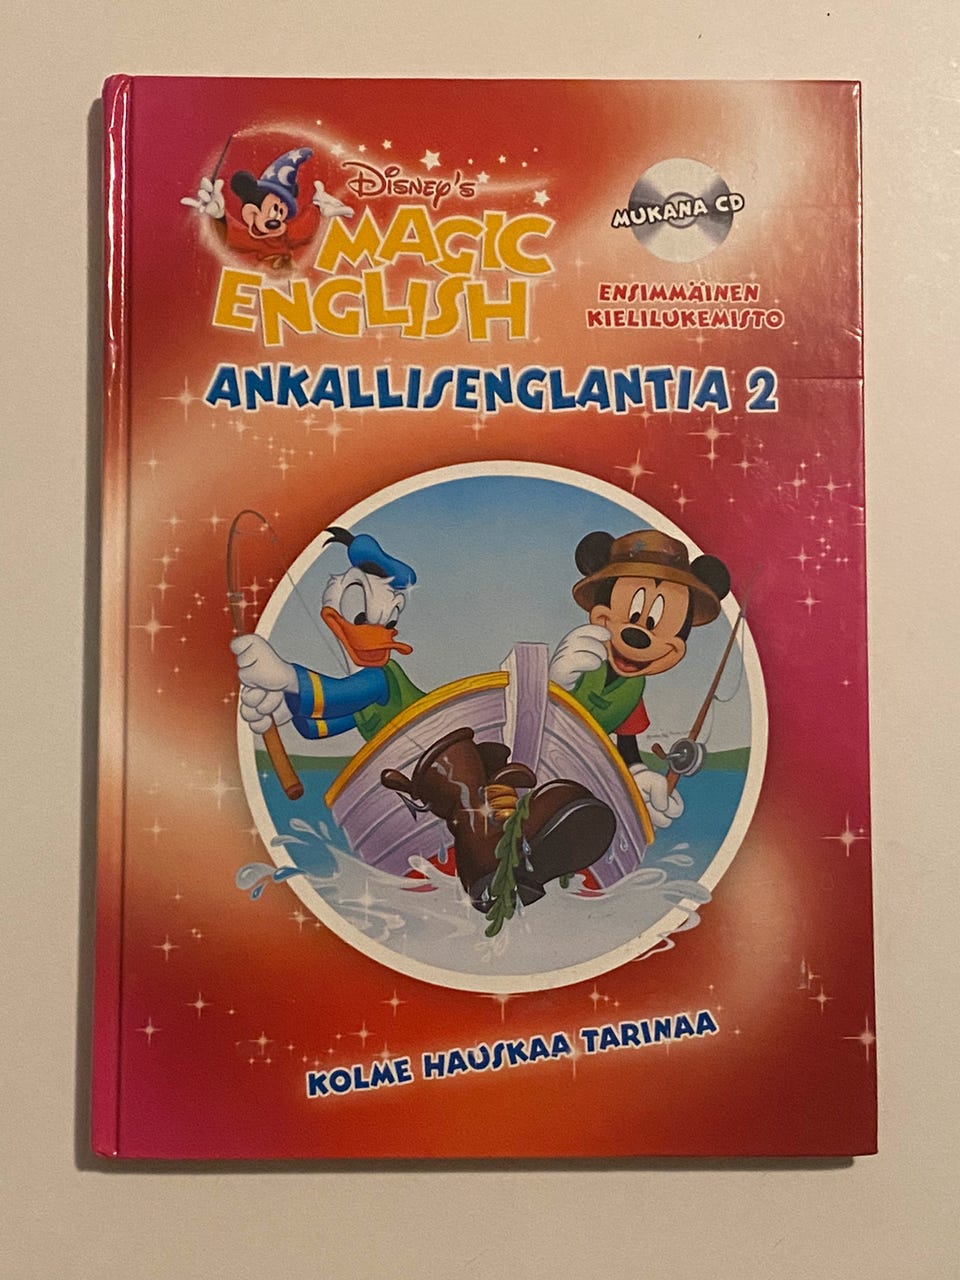 Disney's
MAGIC
ENGLISH
MUKANA CD
ENSIMMÄINEN
KIELILUKEMISTO
ANKALLISENGLANTIA 2
KOLME HAUSKAA TARINAA